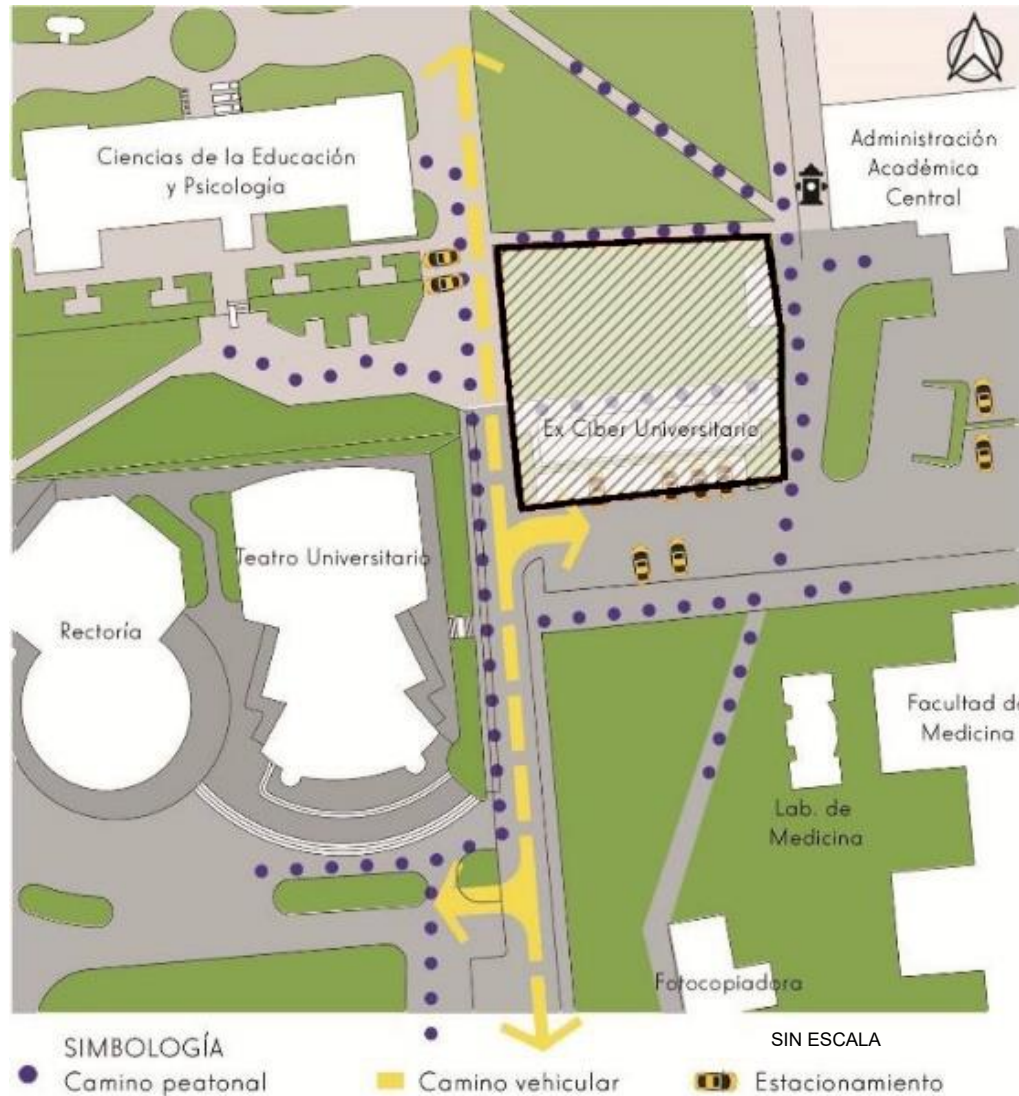 Ciencias de la Educación
y Psicología
Administración
Académica
Central
Ex Ciber Universitario
Teatro Universitario
Rectoría
Facultad de
Medicina
Lab. de
Medicina
Fotocopiadora
SIN ESCALA
SIMBOLOGÍA
Camino peatonal
Camino vehicular
Estacionamiento